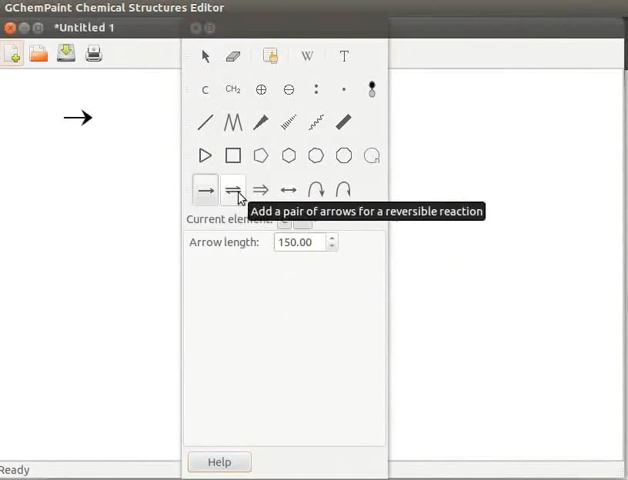 GChemPaint Chemical Structures Editor
*Untitled 1
W
T
C
CH₂
Add a pair of arrows for a reversible reaction
Current element:
Arrow length: 150.00
Help
Ready